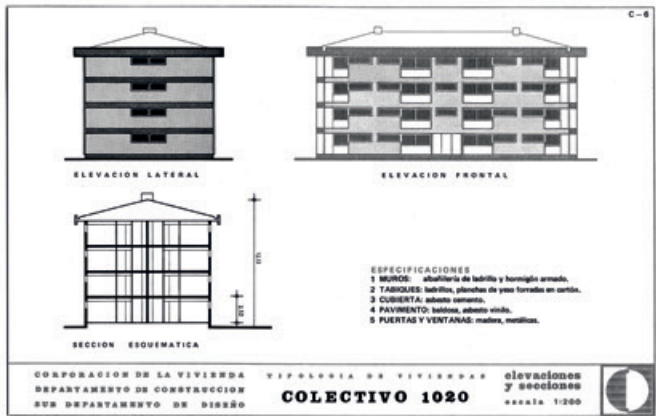 C-6
ELEVACION LATERAL
ELEVACION FRONTAL
SECCION ESQUEMATICA
ESPECIFICACIONES
1 MUROS: albañilería de ladrillo y hormigón armado.
2 TABIQUES: ladrillos, planchas de yeso forradas en cartón.
3 CUBIERTA: asbesto cemento.
4 PAVIMENTO: baldosa, asbesto vinilo.
5 PUERTAS Y VENTANAS: madera, metálicas.
CORPORACION DE LA VIVIENDA
DEPARTAMENTO DE CONSTRUCCION
SUB DEPARTAMENTO DE DISEÑO
TIPOLOGIA DE VIVIENDAS
COLECTIVO 1020
elevaciones
y secciones
escala 1:200